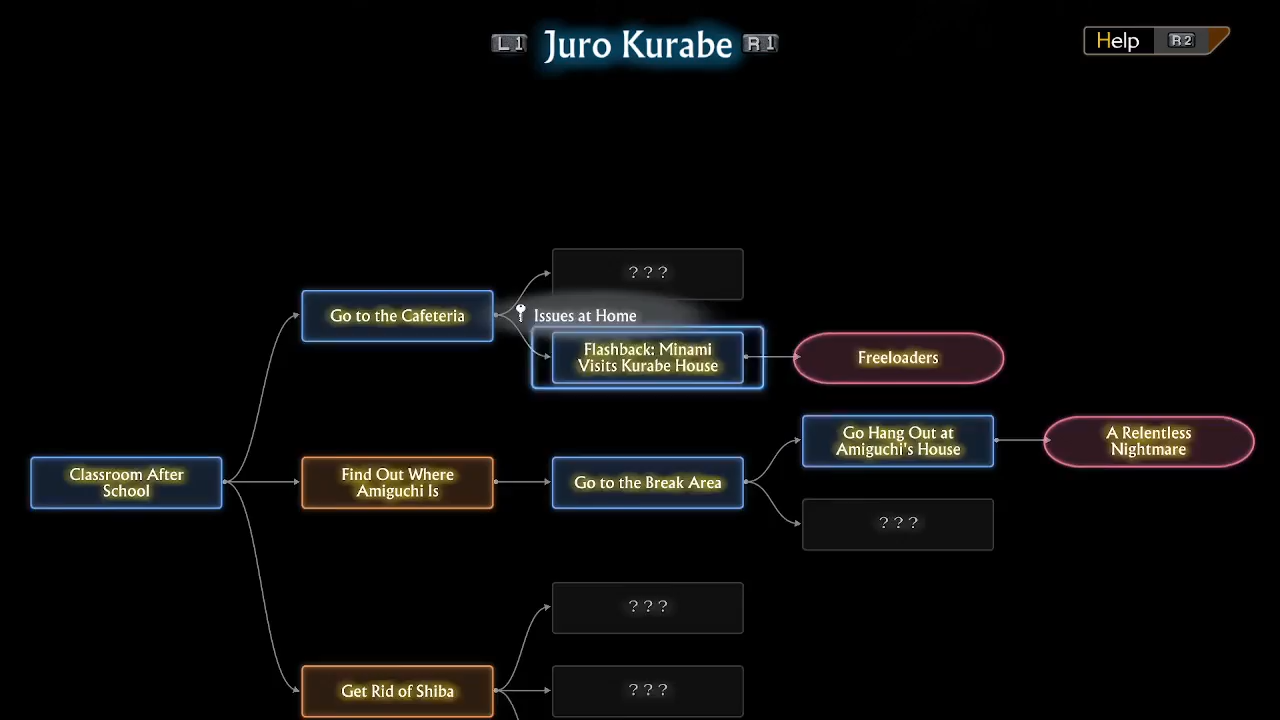 L1 Juro Kurabe R1
Help R2
? ? ?
Go to the Cafeteria
Issues at Home
Flashback: Minami
Visits Kurabe House
Freeloaders
Go Hang Out at
Amiguchi's House
A Relentless
Nightmare
Classroom After
School
Find Out Where
Amiguchi Is
Go to the Break Area
? ? ?
? ? ?
Get Rid of Shiba
? ? ?